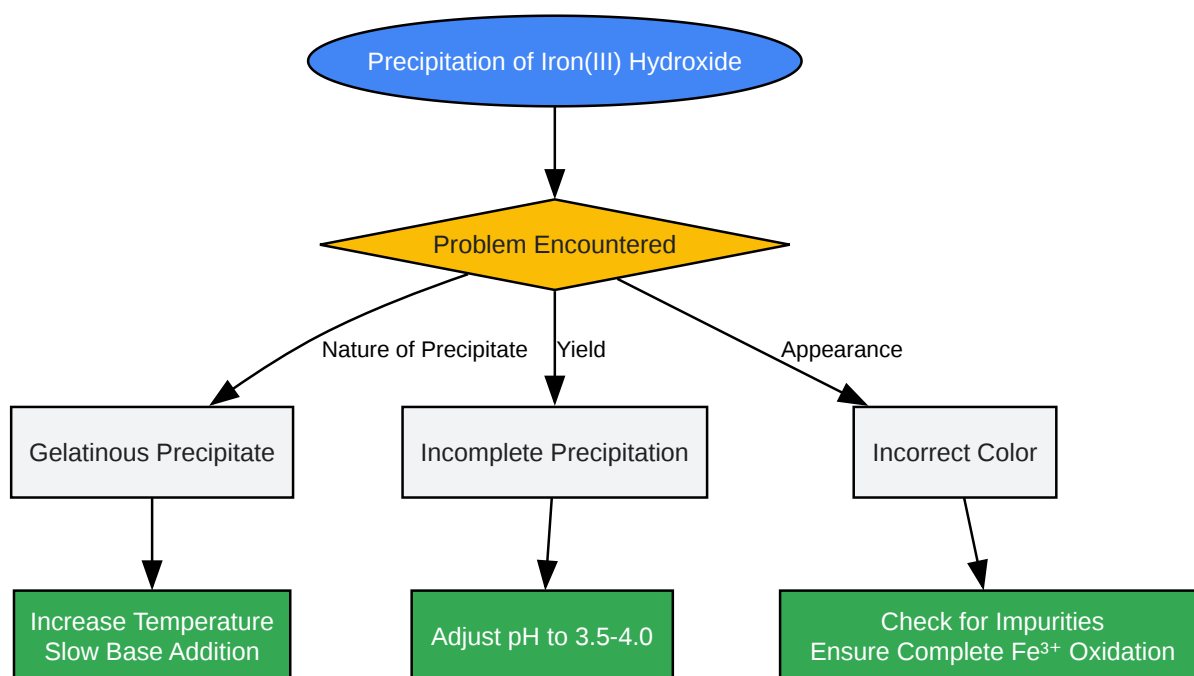 Precipitation of Iron(III) Hydroxide
Problem Encountered
Nature of Precipitate
Yield
Appearance
Gelatinous Precipitate
Incomplete Precipitation
Incorrect Color
Increase Temperature
Slow Base Addition
Adjust pH to 3.5-4.0
Check for Impurities
Ensure Complete Fe³⁺ Oxidation